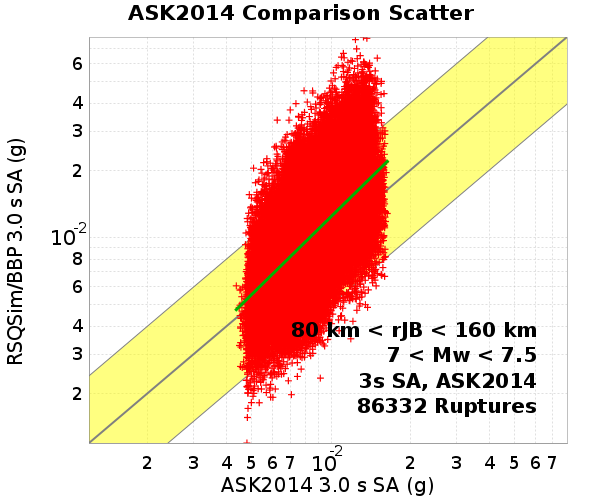 ASK2014 Comparison Scatter
RSQSim/BBP 3.0 s SA (g)
6
4
3
2
10-2
8
6
4
3
2
80 km < rJB < 160 km
7 < Mw < 7.5
3s SA, ASK2014
86332 Ruptures
2 3 4 5 6 7 10-2 2 3 4 5 6 7
ASK2014 3.0 s SA (g)